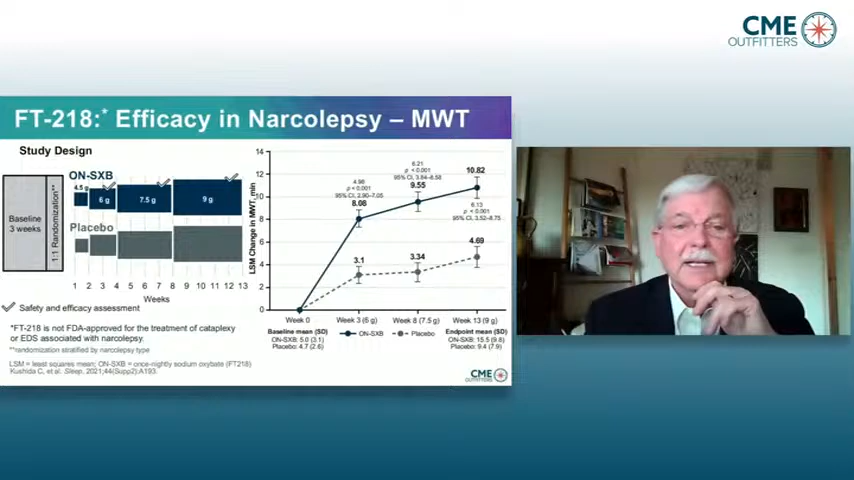 CME
OUTFITTERS
FT-218:* Efficacy in Narcolepsy – MWT
Study Design
ON-SXB
4.5 g
6 g
7.5 g
9 g
Baseline
3 weeks
1:1 Randomization**
Placebo
1 2 3 4 5 6 7 8 9 10 11 12 13
Weeks
Safety and efficacy assessment
*FT-218 is not FDA-approved for the treatment of cataplexy
or EDS associated with narcolepsy.
**randomization stratified by narcolepsy type
LSM = least squares mean; ON-SXB = once-nightly sodium oxybate (FT218)
Kushida C, et al. Sleep. 2021;44(Supp2):A193.
LSM Change in MWT, min
14
12
10
8
6
4
2
0
4.98
p < 0.001
95% CI, 2.90–7.05
8.08
6.21
p < 0.001
95% CI, 3.84–8.58
9.55
10.82
6.13
p < 0.001
95% CI, 3.52–8.75
3.1
3.34
4.69
Week 0
Week 3 (6 g)
Week 8 (7.5 g)
Week 13 (9 g)
Baseline mean (SD)
ON-SXB: 5.0 (3.1)
Placebo: 4.7 (2.6)
ON-SXB
Placebo
Endpoint mean (SD)
ON-SXB: 15.5 (9.8)
Placebo: 9.4 (7.9)
CME
OUTFITTERS